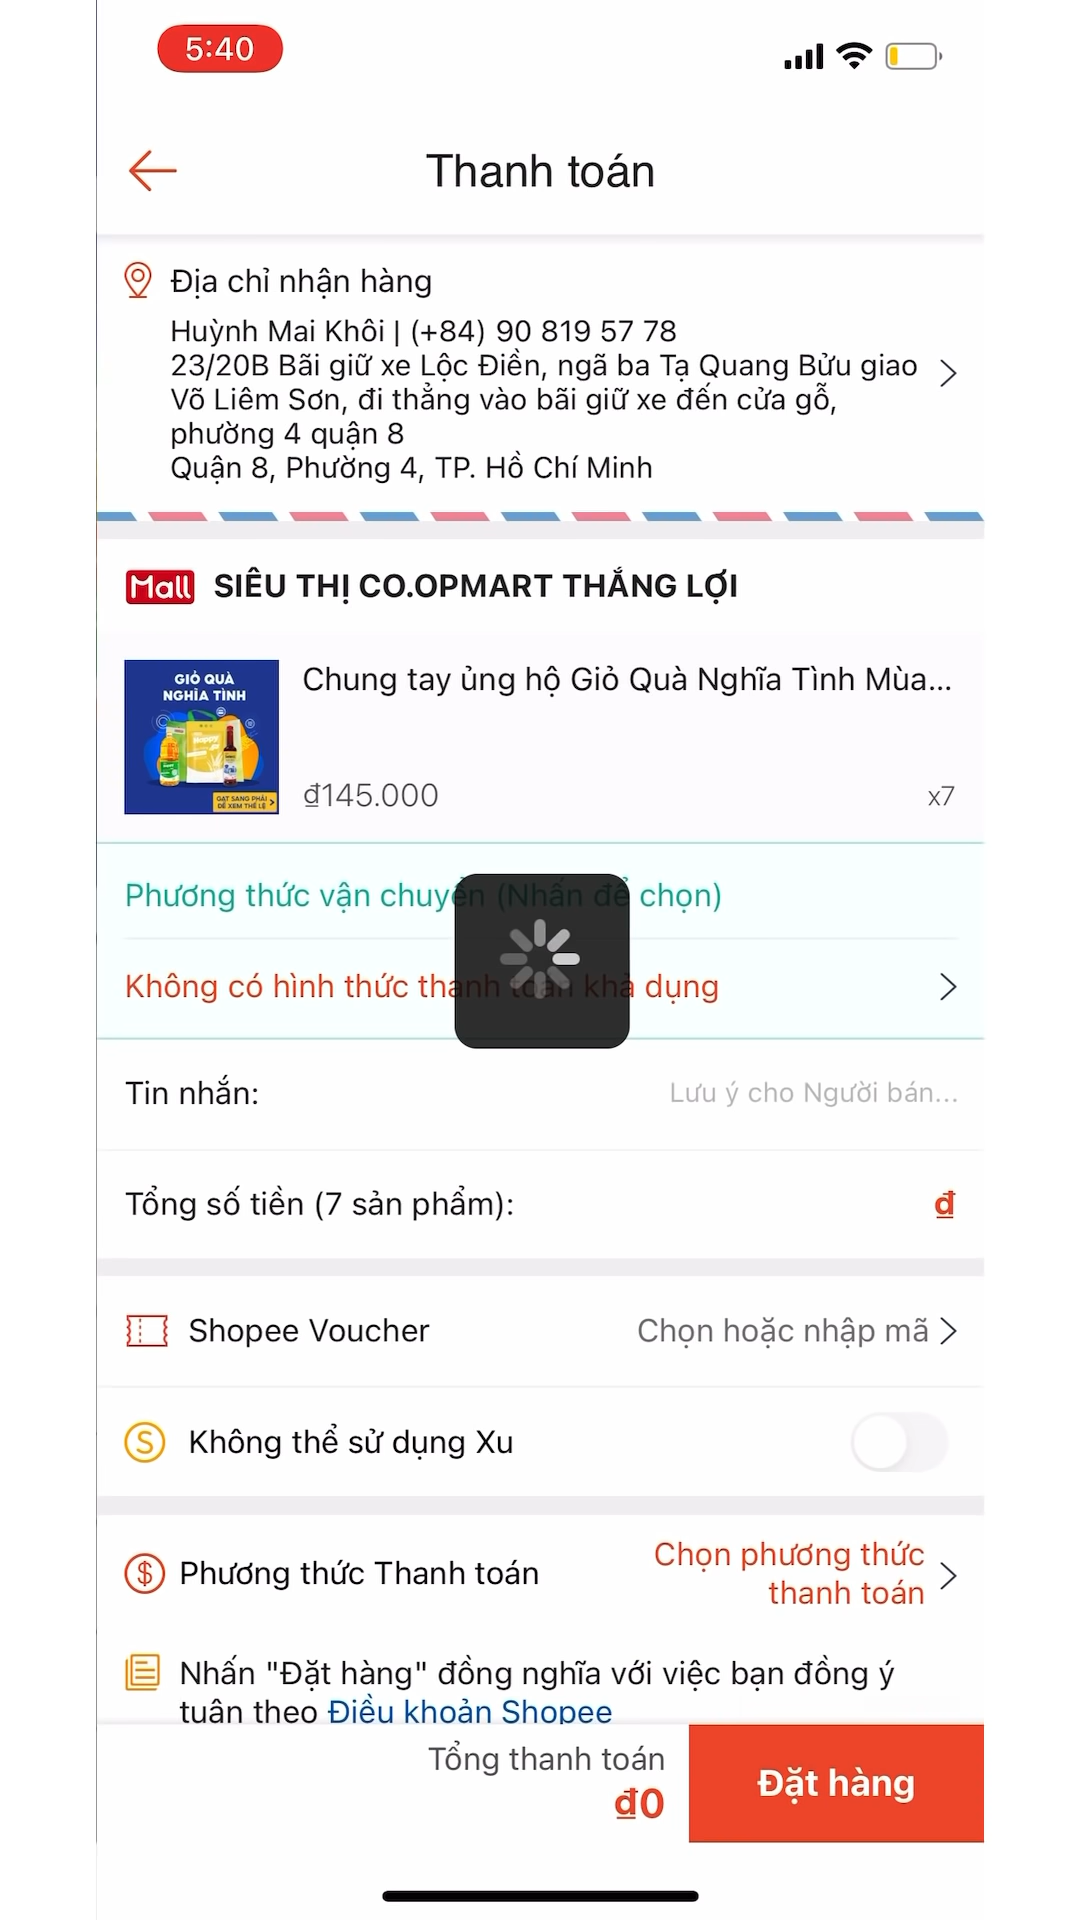 5:40
Thanh toán
Địa chỉ nhận hàng
Huỳnh Mai Khôi | (+84) 90 819 57 78
23/20B Bãi giữ xe Lộc Điền, ngã ba Tạ Quang Bửu giao
Võ Liêm Sơn, đi thẳng vào bãi giữ xe đến cửa gỗ,
phường 4 quận 8
Quận 8, Phường 4, TP. Hồ Chí Minh
Mall SIÊU THỊ CO.OPMART THẮNG LỢI
GIỎ QUÀ
NGHĨA TÌNH
GẠT SANG PHẢI
ĐỂ XEM THỂ LỆ
Chung tay ủng hộ Giỏ Quà Nghĩa Tình Mùa...
₫145.000
x7
Phương thức vận chuyển (Nhấn để chọn)
Không có hình thức thanh toán khả dụng
Tin nhắn:
Lưu ý cho Người bán...
Tổng số tiền (7 sản phẩm):
₫
Shopee Voucher
Chọn hoặc nhập mã
Không thể sử dụng Xu
Phương thức Thanh toán
Chọn phương thức
thanh toán
Nhấn "Đặt hàng" đồng nghĩa với việc bạn đồng ý
tuân theo Điều khoản Shopee
Tổng thanh toán
₫0
Đặt hàng